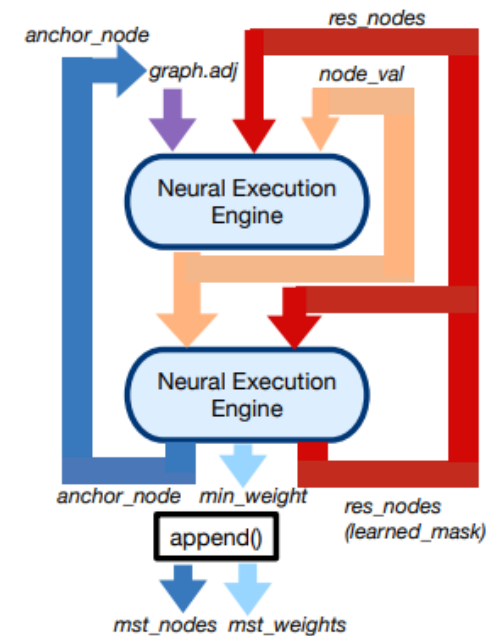 res_nodes
anchor_node
graph.adj
node_val
Neural Execution
Engine
Neural Execution
Engine
anchor_node
min_weight
res_nodes
(learned_mask)
append()
mst_nodes
mst_weights